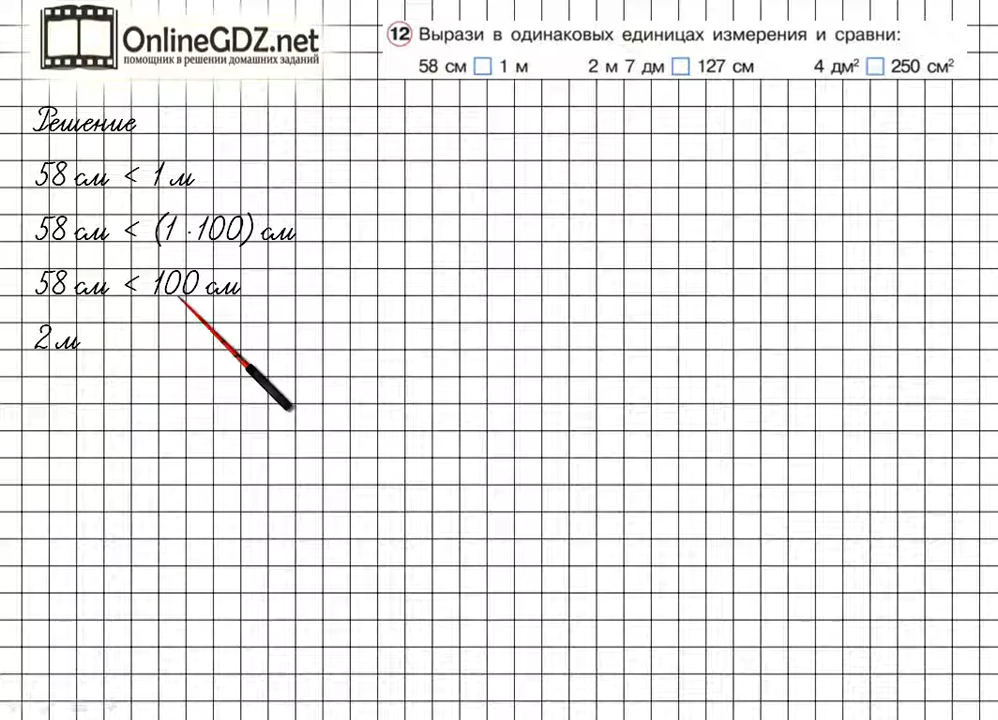 OnlineGDZ.net
помощник в решении домашних заданий
12 Вырази в одинаковых единицах измерения и сравни:
58 см □ 1 м 2 м 7 дм □ 127 см 4 дм² □ 250 см²
Решение
58 см < 1 м
58 см < (1 · 100) см
58 см < 100 см
2 м